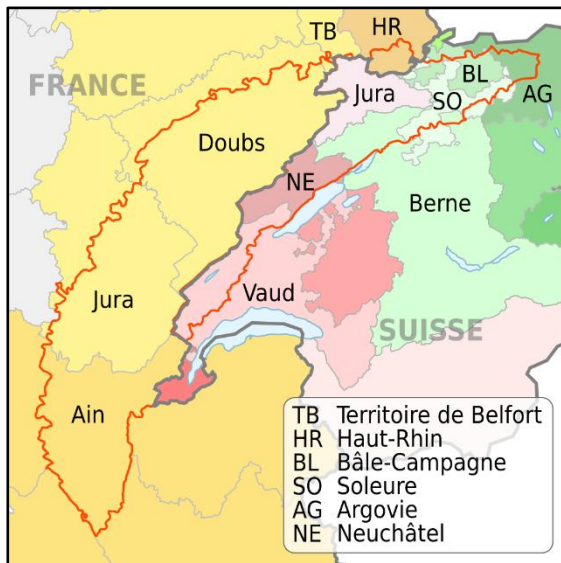 TB
HR
FRANCE
Jura
BL
SO
AG
Doubs
NE
Berne
Jura
Vaud
SUISSE
Ain
TB Territoire de Belfort
HR Haut-Rhin
BL Bâle-Campagne
SO Soleure
AG Argovie
NE Neuchâtel